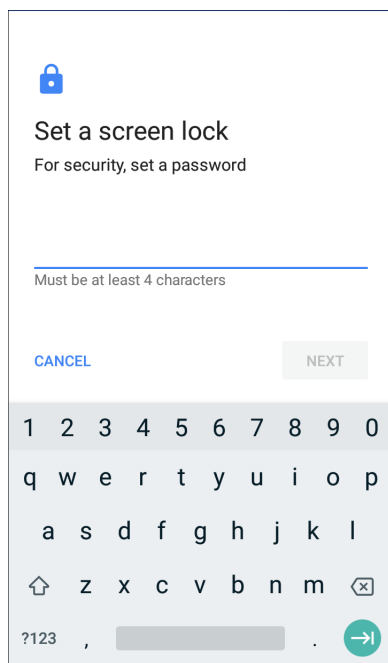 Set a screen lock
For security, set a password
Must be at least 4 characters
CANCEL NEXT
1 2 3 4 5 6 7 8 9 0
q w e r t y u i o p
a s d f g h j k l
z x c v b n m
?123 , .